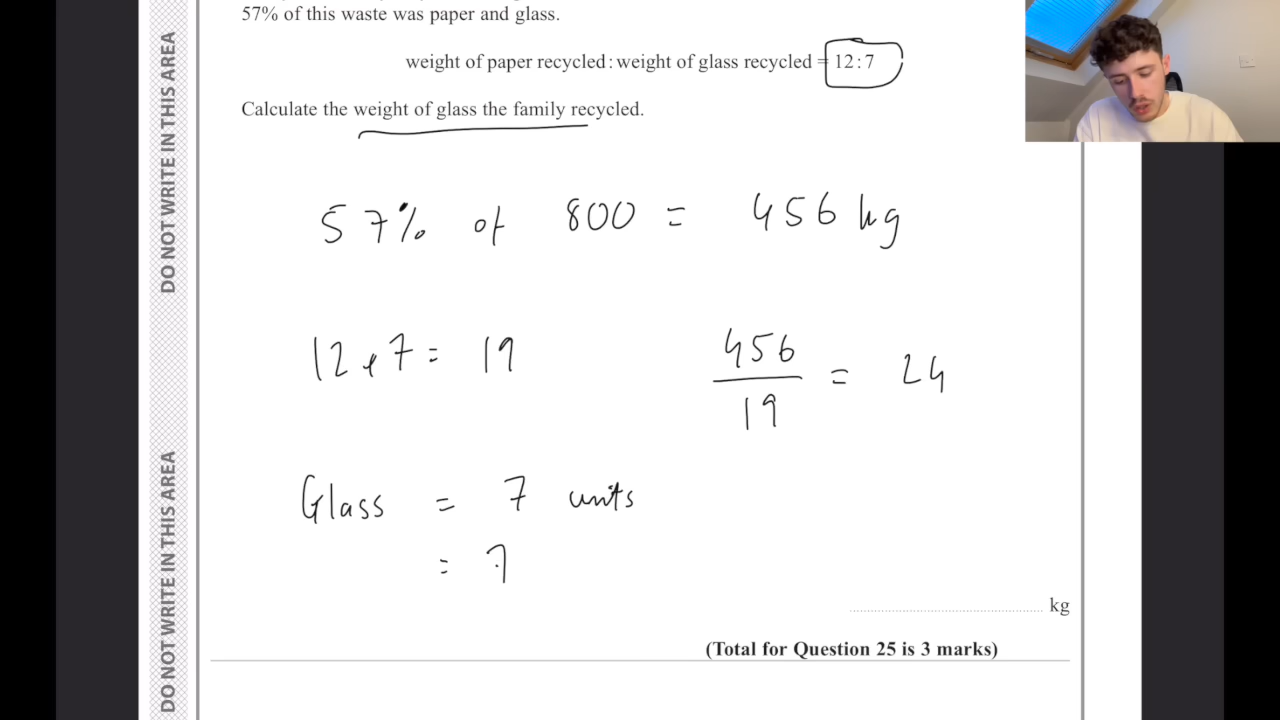 57% of this waste was paper and glass.
weight of paper recycled : weight of glass recycled = 12 : 7
Calculate the weight of glass the family recycled.
57% of 800 = 456 kg
12 + 7 = 19
456
19
= 24
Glass = 7 units
= 7
kg
(Total for Question 25 is 3 marks)
DO NOT WRITE IN THIS AREA
DO NOT WRITE IN THIS AREA